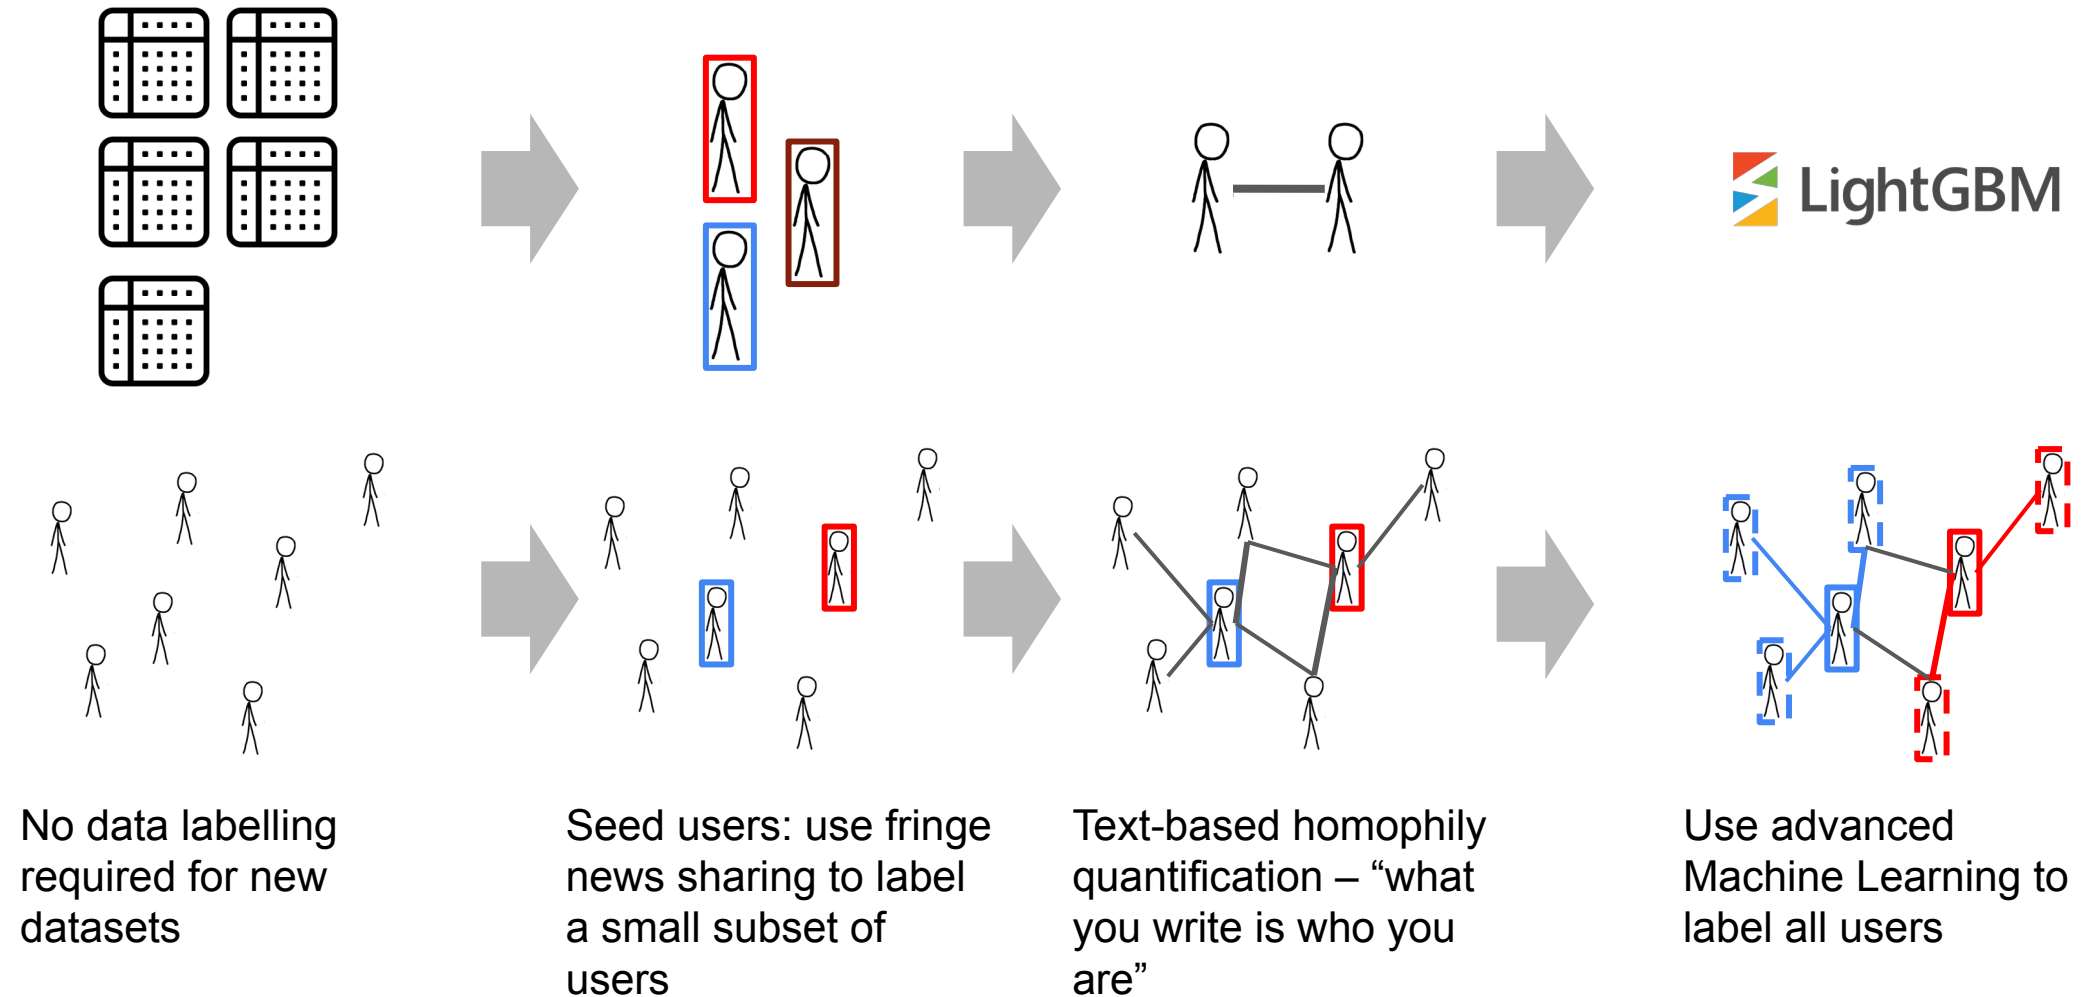 LightGBM
No data labelling
required for new
datasets
Seed users: use fringe
news sharing to label
a small subset of
users
Text-based homophily
quantification – “what
you write is who you
are”
Use advanced
Machine Learning to
label all users